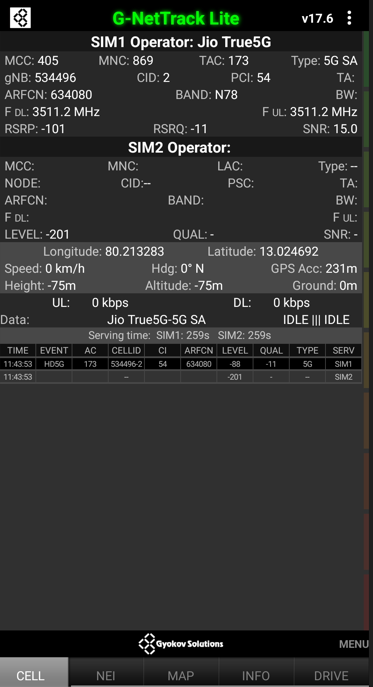 G-NetTrack Lite v17.6
SIM1 Operator: Jio True5G
MCC: 405 MNC: 869 TAC: 173 Type: 5G SA
gNB: 534496 CID: 2 PCI: 54 TA:
ARFCN: 634080 BAND: N78 BW:
F DL: 3511.2 MHz F UL: 3511.2 MHz
RSRP: -101 RSRQ: -11 SNR: 15.0
SIM2 Operator:
MCC: MNC: LAC: Type: --
NODE: CID:-- PSC: TA:
ARFCN: BAND: BW:
F DL: F UL:
LEVEL: -201 QUAL: - SNR: -
Longitude: 80.213283 Latitude: 13.024692
Speed: 0 km/h Hdg: 0° N GPS Acc: 231m
Height: -75m Altitude: -75m Ground: 0m
UL: 0 kbps DL: 0 kbps
Data: Jio True5G-5G SA IDLE ||| IDLE
Serving time: SIM1: 259s SIM2: 259s
TIME EVENT AC CELLID CI ARFCN LEVEL QUAL TYPE SERV
11:43:53 HD5G 173 534496-2 54 634080 -88 -11 5G SIM1
11:43:53 -- -201 - -- SIM2
Gyokov Solutions
MENU
CELL NEI MAP INFO DRIVE